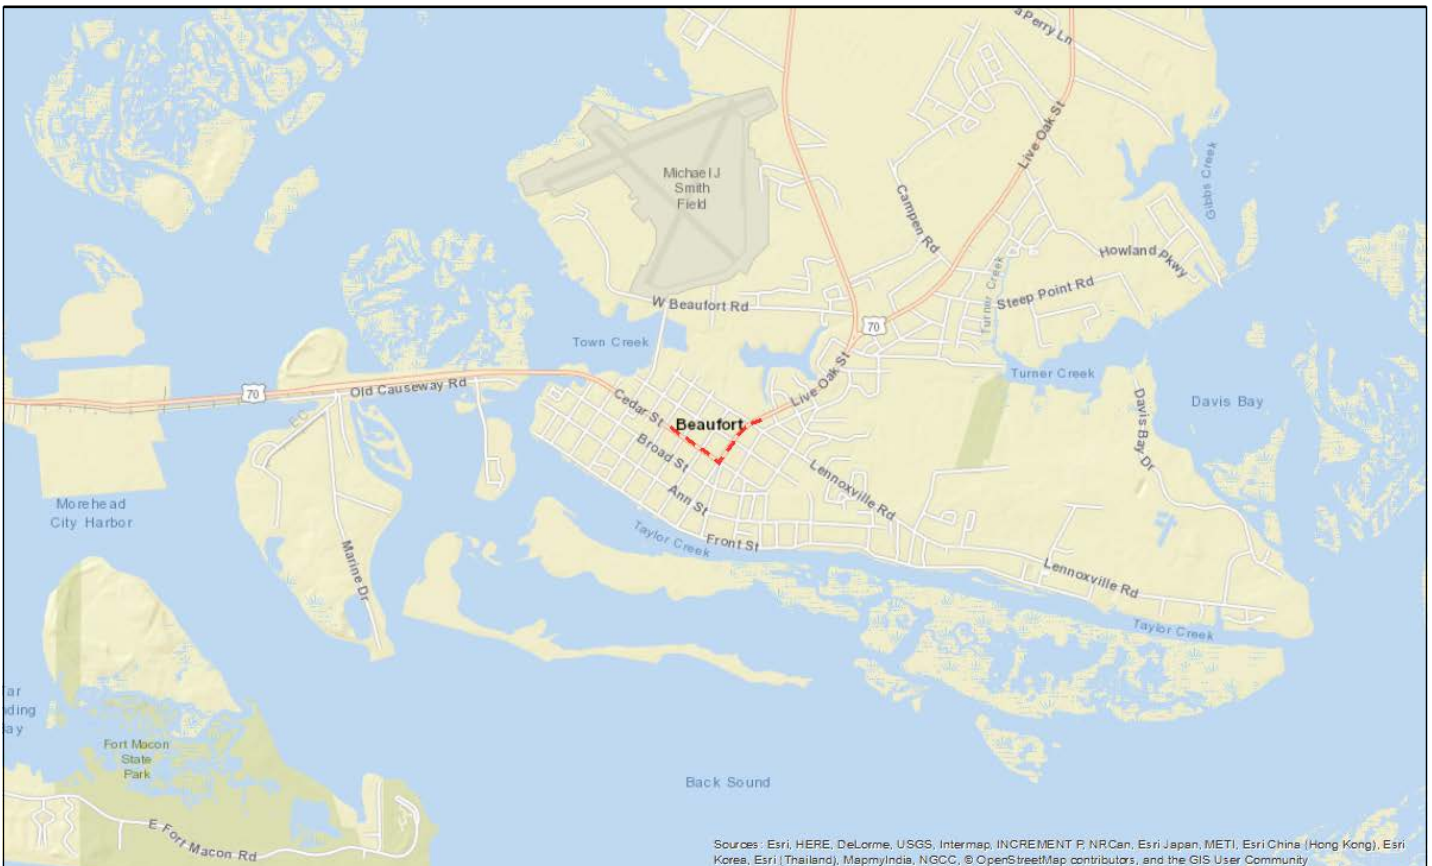 a Perry Ln
Live Oak St
Michael J
Smith
Field
Gibbs Creek
Campen Rd
Howland Pkwy
Turner Creek
Steep Point Rd
W Beaufort Rd
70
Town Creek
Live Oak St
Turner Creek
70
Old Causeway Rd
Cedar St
Beaufort
Davis Bay
Davis Bay Dr
Broad St
Lennoxville Rd
Ann St
Morehead
City Harbor
Taylor Creek
Front St
Marine Dr
Lennoxville Rd
Taylor Creek
ar
nding
ay
Fort Macon
State
Park
Back Sound
E Fort Macon Rd
Sources: Esri, HERE, DeLorme, USGS, Intermap, INCREMENT P, NRCan, Esri Japan, METI, Esri China (Hong Kong), Esri
Korea, Esri (Thailand), MapmyIndia, NGCC, © OpenStreetMap contributors, and the GIS User Community